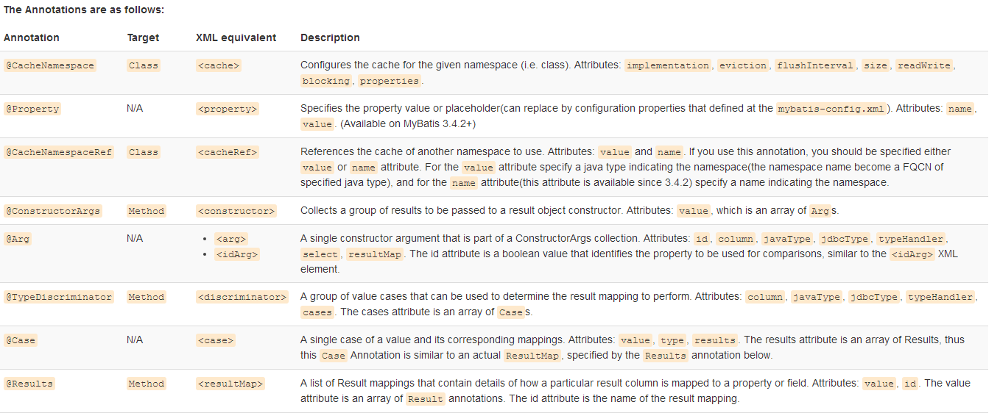 The Annotations are as follows:
Annotation Target XML equivalent Description
@CacheNamespace Class <cache> Configures the cache for the given namespace (i.e. class). Attributes: implementation, eviction, flushInterval, size, readWrite,
blocking, properties.
@Property N/A <property> Specifies the property value or placeholder(can replace by configuration properties that defined at the mybatis-config.xml). Attributes: name,
value. (Available on MyBatis 3.4.2+)
@CacheNamespaceRef Class <cacheRef> References the cache of another namespace to use. Attributes: value and name. If you use this annotation, you should be specified either
value or name attribute. For the value attribute specify a java type indicating the namespace(the namespace name become a FQCN of
specified java type), and for the name attribute(this attribute is available since 3.4.2) specify a name indicating the namespace.
@ConstructorArgs Method <constructor> Collects a group of results to be passed to a result object constructor. Attributes: value, which is an array of Args.
@Arg N/A • <arg> A single constructor argument that is part of a ConstructorArgs collection. Attributes: id, column, javaType, jdbcType, typeHandler,
• <idArg> select, resultMap. The id attribute is a boolean value that identifies the property to be used for comparisons, similar to the <idArg> XML
element.
@TypeDiscriminator Method <discriminator> A group of value cases that can be used to determine the result mapping to perform. Attributes: column, javaType, jdbcType, typeHandler,
cases. The cases attribute is an array of Cases.
@Case N/A <case> A single case of a value and its corresponding mappings. Attributes: value, type, results. The results attribute is an array of Results, thus
this Case Annotation is similar to an actual ResultMap, specified by the Results annotation below.
@Results Method <resultMap> A list of Result mappings that contain details of how a particular result column is mapped to a property or field. Attributes: value, id. The value
attribute is an array of Result annotations. The id attribute is the name of the result mapping.